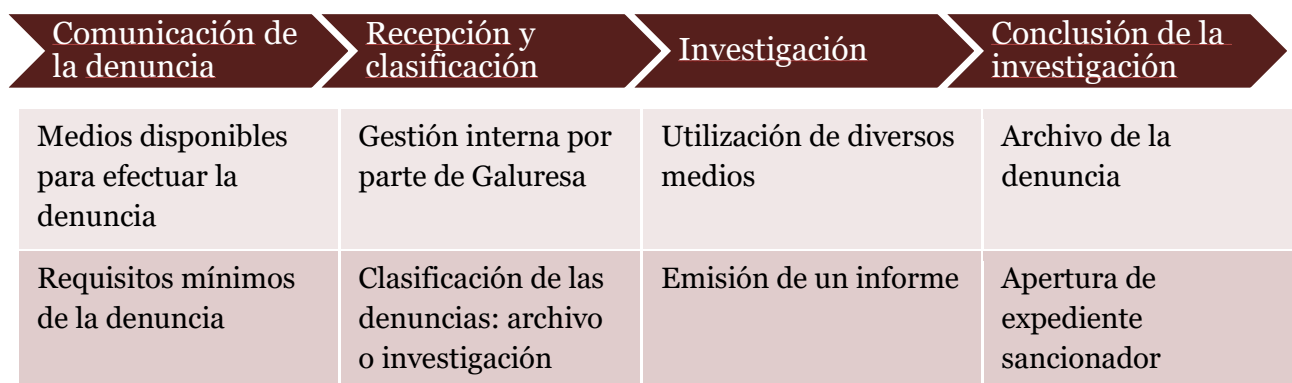 Comunicación de
la denuncia
Recepción y
clasificación
Investigación
Conclusión de la
investigación
Medios disponibles
para efectuar la
denuncia
Gestión interna por
parte de Galuresa
Utilización de diversos
medios
Archivo de la
denuncia
Requisitos mínimos
de la denuncia
Clasificación de las
denuncias: archivo
o investigación
Emisión de un informe
Apertura de
expediente
sancionador